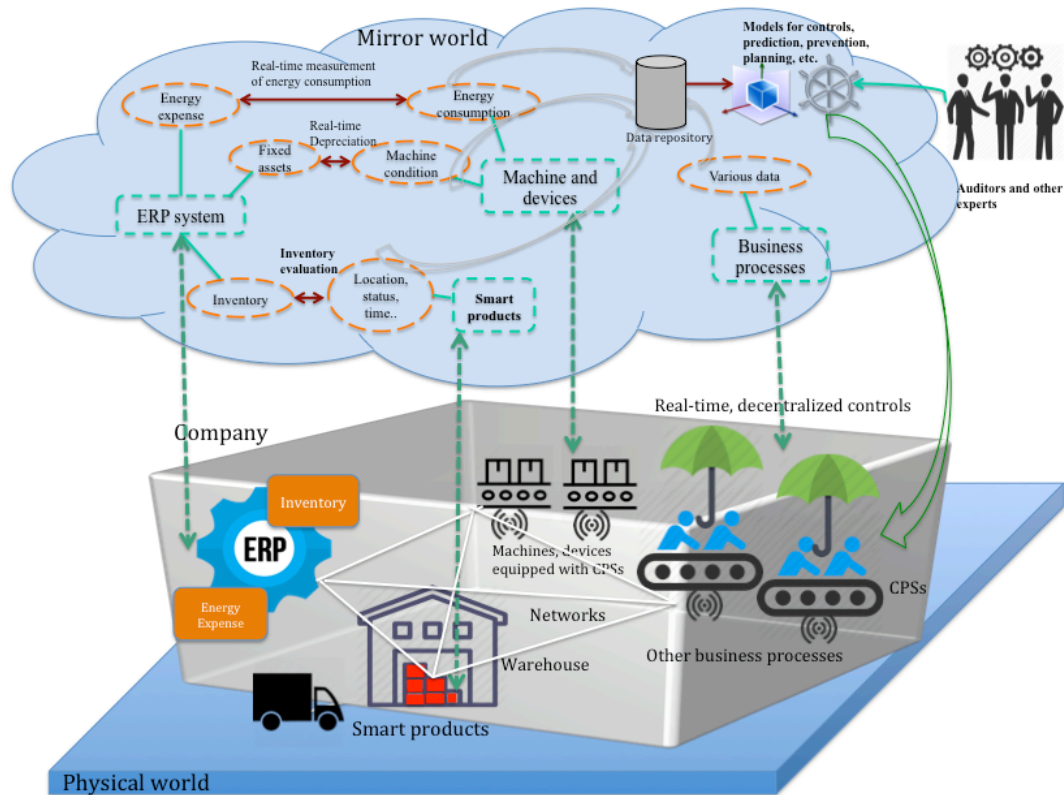 Mirror world
Models for controls,
prediction, prevention,
planning, etc.
Real-time measurement
of energy consumption
Energy
expense
Energy
consumption
Data repository
Real-time
Depreciation
Fixed
assets
Machine
condition
Machine and
devices
Various data
Auditors and other
experts
ERP system
Business
processes
Inventory
evaluation
Inventory
Location,
status,
time..
Smart
products
Real-time, decentralized controls
Company
Inventory
ERP
Energy
Expense
Machines, devices
equipped with CPSs
CPSs
Networks
Warehouse
Other business processes
Smart products
Physical world